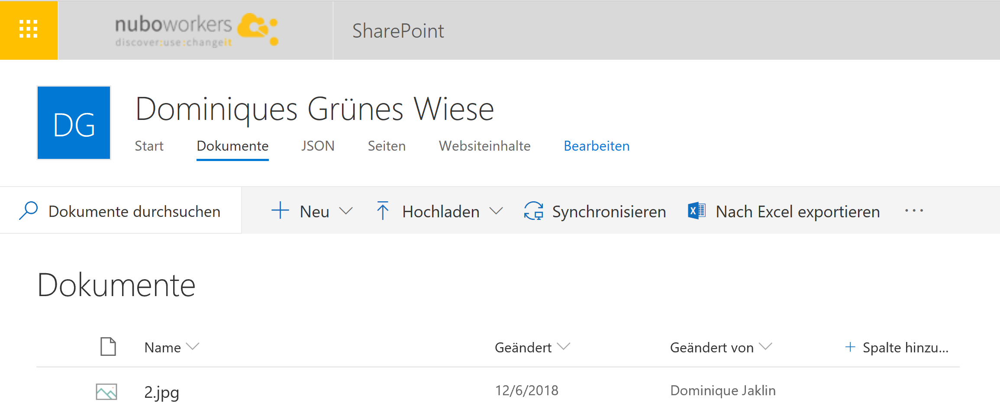 nuboworkers
discover:use:changeit
SharePoint
DG
Dominiques Grünes Wiese
Start Dokumente JSON Seiten Websiteinhalte Bearbeiten
Dokumente durchsuchen Neu Hochladen Synchronisieren Nach Excel exportieren ...
Dokumente
Name Geändert Geändert von + Spalte hinzu...
2.jpg 12/6/2018 Dominique Jaklin